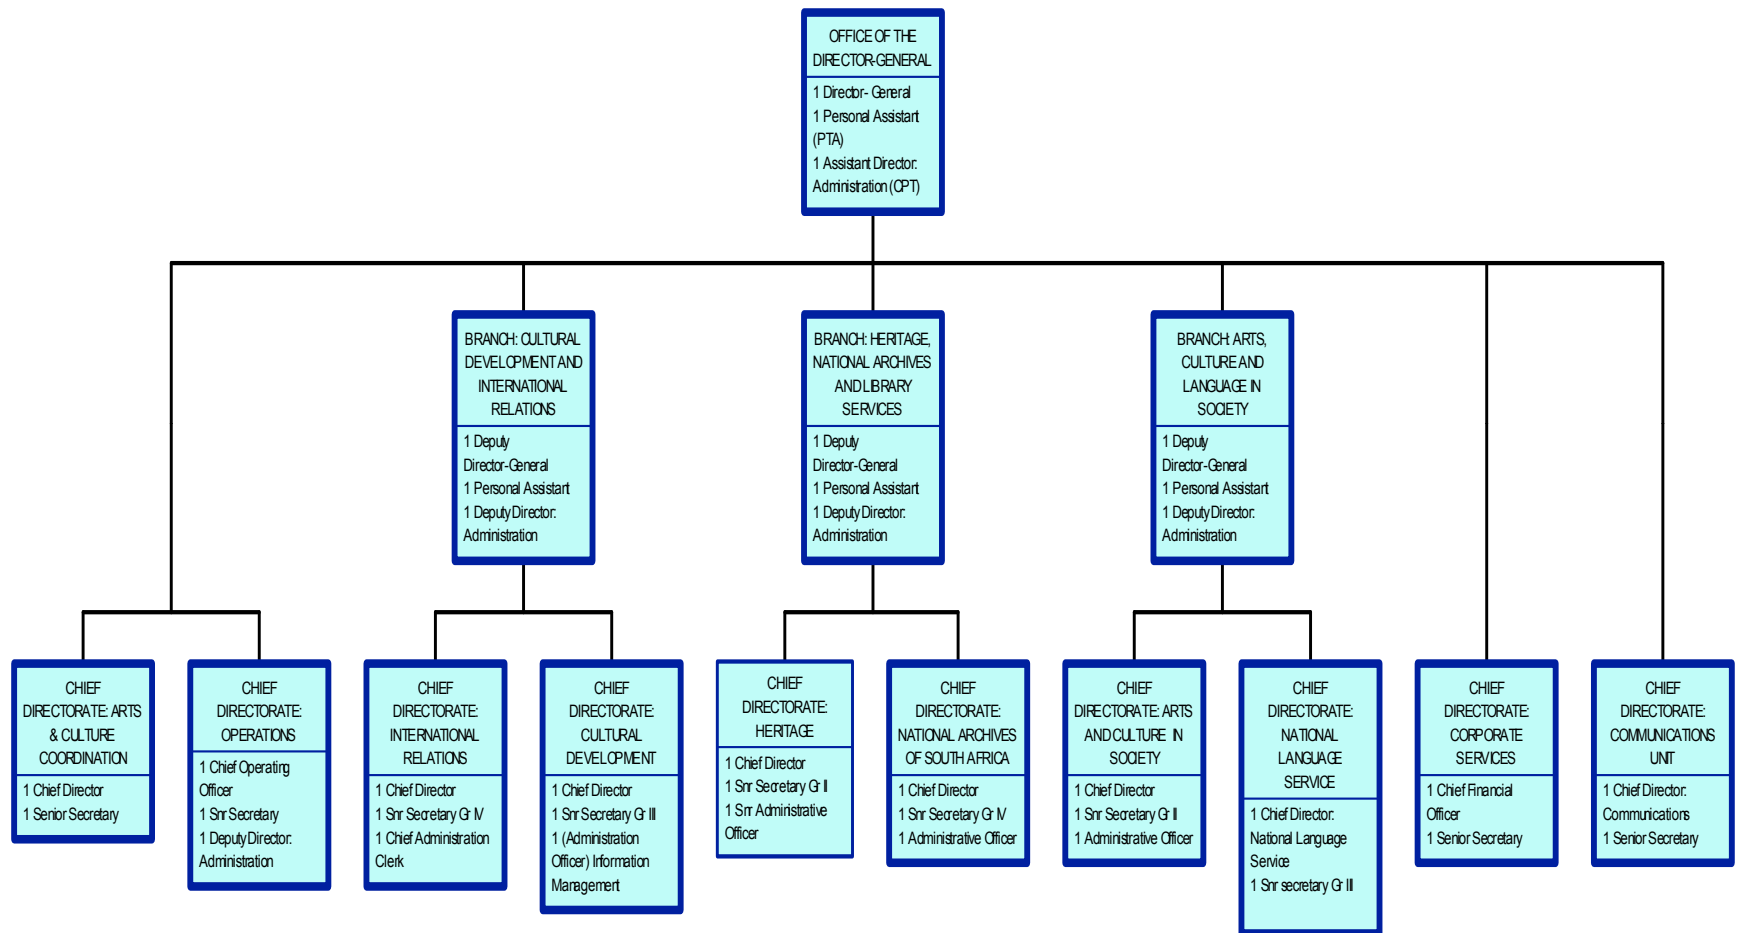 OFFICE OF THE
DIRECTOR-GENERAL
1 Director- General
1 Personal Assistant
(PTA)
1 Assistant Director:
Administration (CPT)
BRANCH: CULTURAL
DEVELOPMENT AND
INTERNATIONAL
RELATIONS
1 Deputy
Director-General
1 Personal Assistant
1 Deputy Director:
Administration
BRANCH: HERITAGE,
NATIONAL ARCHIVES
AND LIBRARY
SERVICES
1 Deputy
Director-General
1 Personal Assistant
1 Deputy Director:
Administration
BRANCH: ARTS,
CULTURE AND
LANGUAGE IN
SOCIETY
1 Deputy
Director-General
1 Personal Assistant
1 Deputy Director:
Administration
CHIEF
DIRECTORATE: ARTS
& CULTURE
COORDINATION
1 Chief Director
1 Senior Secretary
CHIEF
DIRECTORATE:
OPERATIONS
1 Chief Operating
Officer
1 Snr Secretary
1 Deputy Director:
Administration
CHIEF
DIRECTORATE:
INTERNATIONAL
RELATIONS
1 Chief Director
1 Snr Secretary Gr IV
1 Chief Administration
Clerk
CHIEF
DIRECTORATE:
CULTURAL
DEVELOPMENT
1 Chief Director
1 Snr Secretary Gr III
1 (Administration
Officer) Information
Management
CHIEF
DIRECTORATE:
HERITAGE
1 Chief Director
1 Snr Secretary Gr II
1 Snr Administrative
Officer
CHIEF
DIRECTORATE:
NATIONAL ARCHIVES
OF SOUTH AFRICA
1 Chief Director
1 Snr Secretary Gr IV
1 Administrative Officer
CHIEF
DIRECTORATE: ARTS
AND CULTURE IN
SOCIETY
1 Chief Director
1 Snr Secretary Gr II
1 Administrative Officer
CHIEF
DIRECTORATE:
NATIONAL
LANGUAGE
SERVICE
1 Chief Director:
National Language
Service
1 Snr secretary Gr III
CHIEF
DIRECTORATE:
CORPORATE
SERVICES
1 Chief Financial
Officer
1 Senior Secretary
CHIEF
DIRECTORATE:
COMMUNICATIONS
UNIT
1 Chief Director:
Communications
1 Senior Secretary